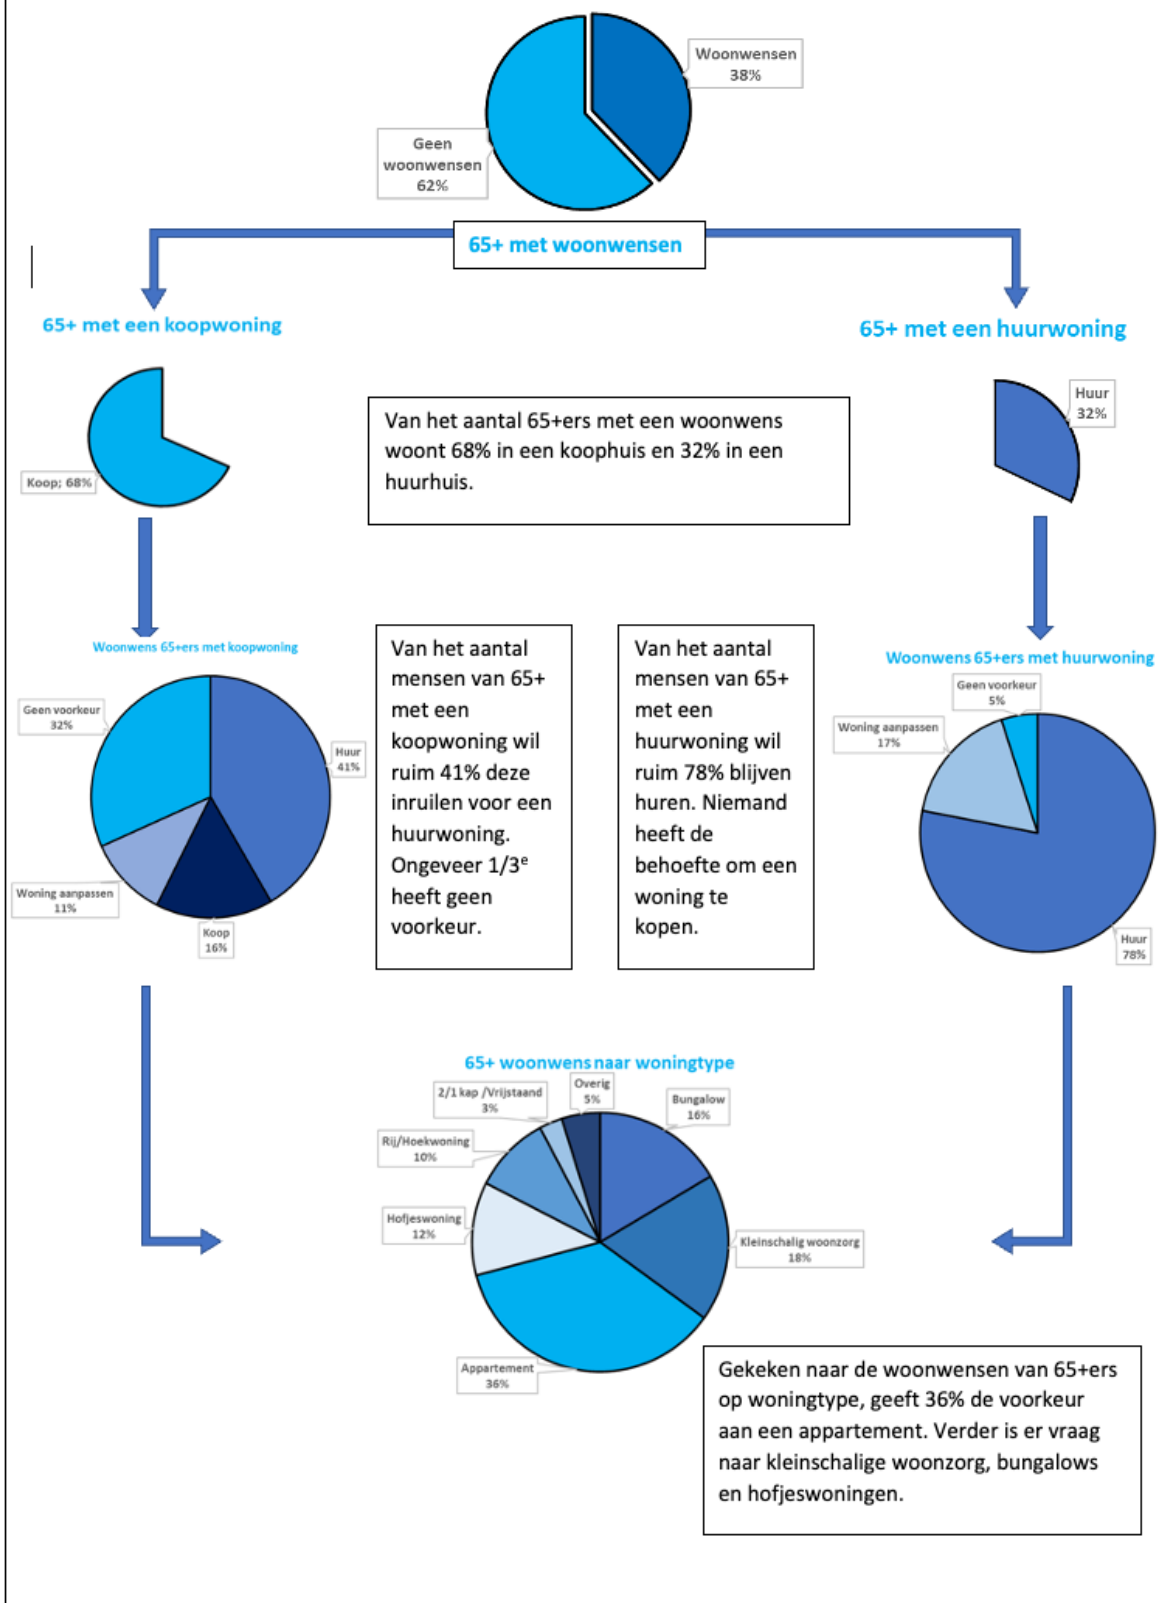 Woonwensen
38%
Geen
woonwensen
62%
65+ met woonwensen
65+ met een koopwoning
65+ met een huurwoning
Koop; 68%
Van het aantal 65+ers met een woonwens
woont 68% in een koophuis en 32% in een
huurhuis.
Huur
32%
Woonwens 65+ers met koopwoning
Geen voorkeur
32%
Huur
41%
Woning aanpassen
11%
Koop
16%
Van het aantal
mensen van 65+
met een
koopwoning wil
ruim 41% deze
inruilen voor een
huurwoning.
Ongeveer 1/3e
heeft geen
voorkeur.
Van het aantal
mensen van 65+
met een
huurwoning wil
ruim 78% blijven
huren. Niemand
heeft de
behoefte om een
woning te
kopen.
Woonwens 65+ers met huurwoning
Geen voorkeur
5%
Woning aanpassen
17%
Huur
78%
65+ woonwens naar woningtype
2/1 kap /Vrijstaand
3%
Overig
5%
Bungalow
16%
Rij/Hoekwoning
10%
Hofjeswoning
12%
Kleinschalig woonzorg
18%
Appartement
36%
Gekeken naar de woonwensen van 65+ers
op woningtype, geeft 36% de voorkeur
aan een appartement. Verder is er vraag
naar kleinschalige woonzorg, bungalows
en hofjeswoningen.